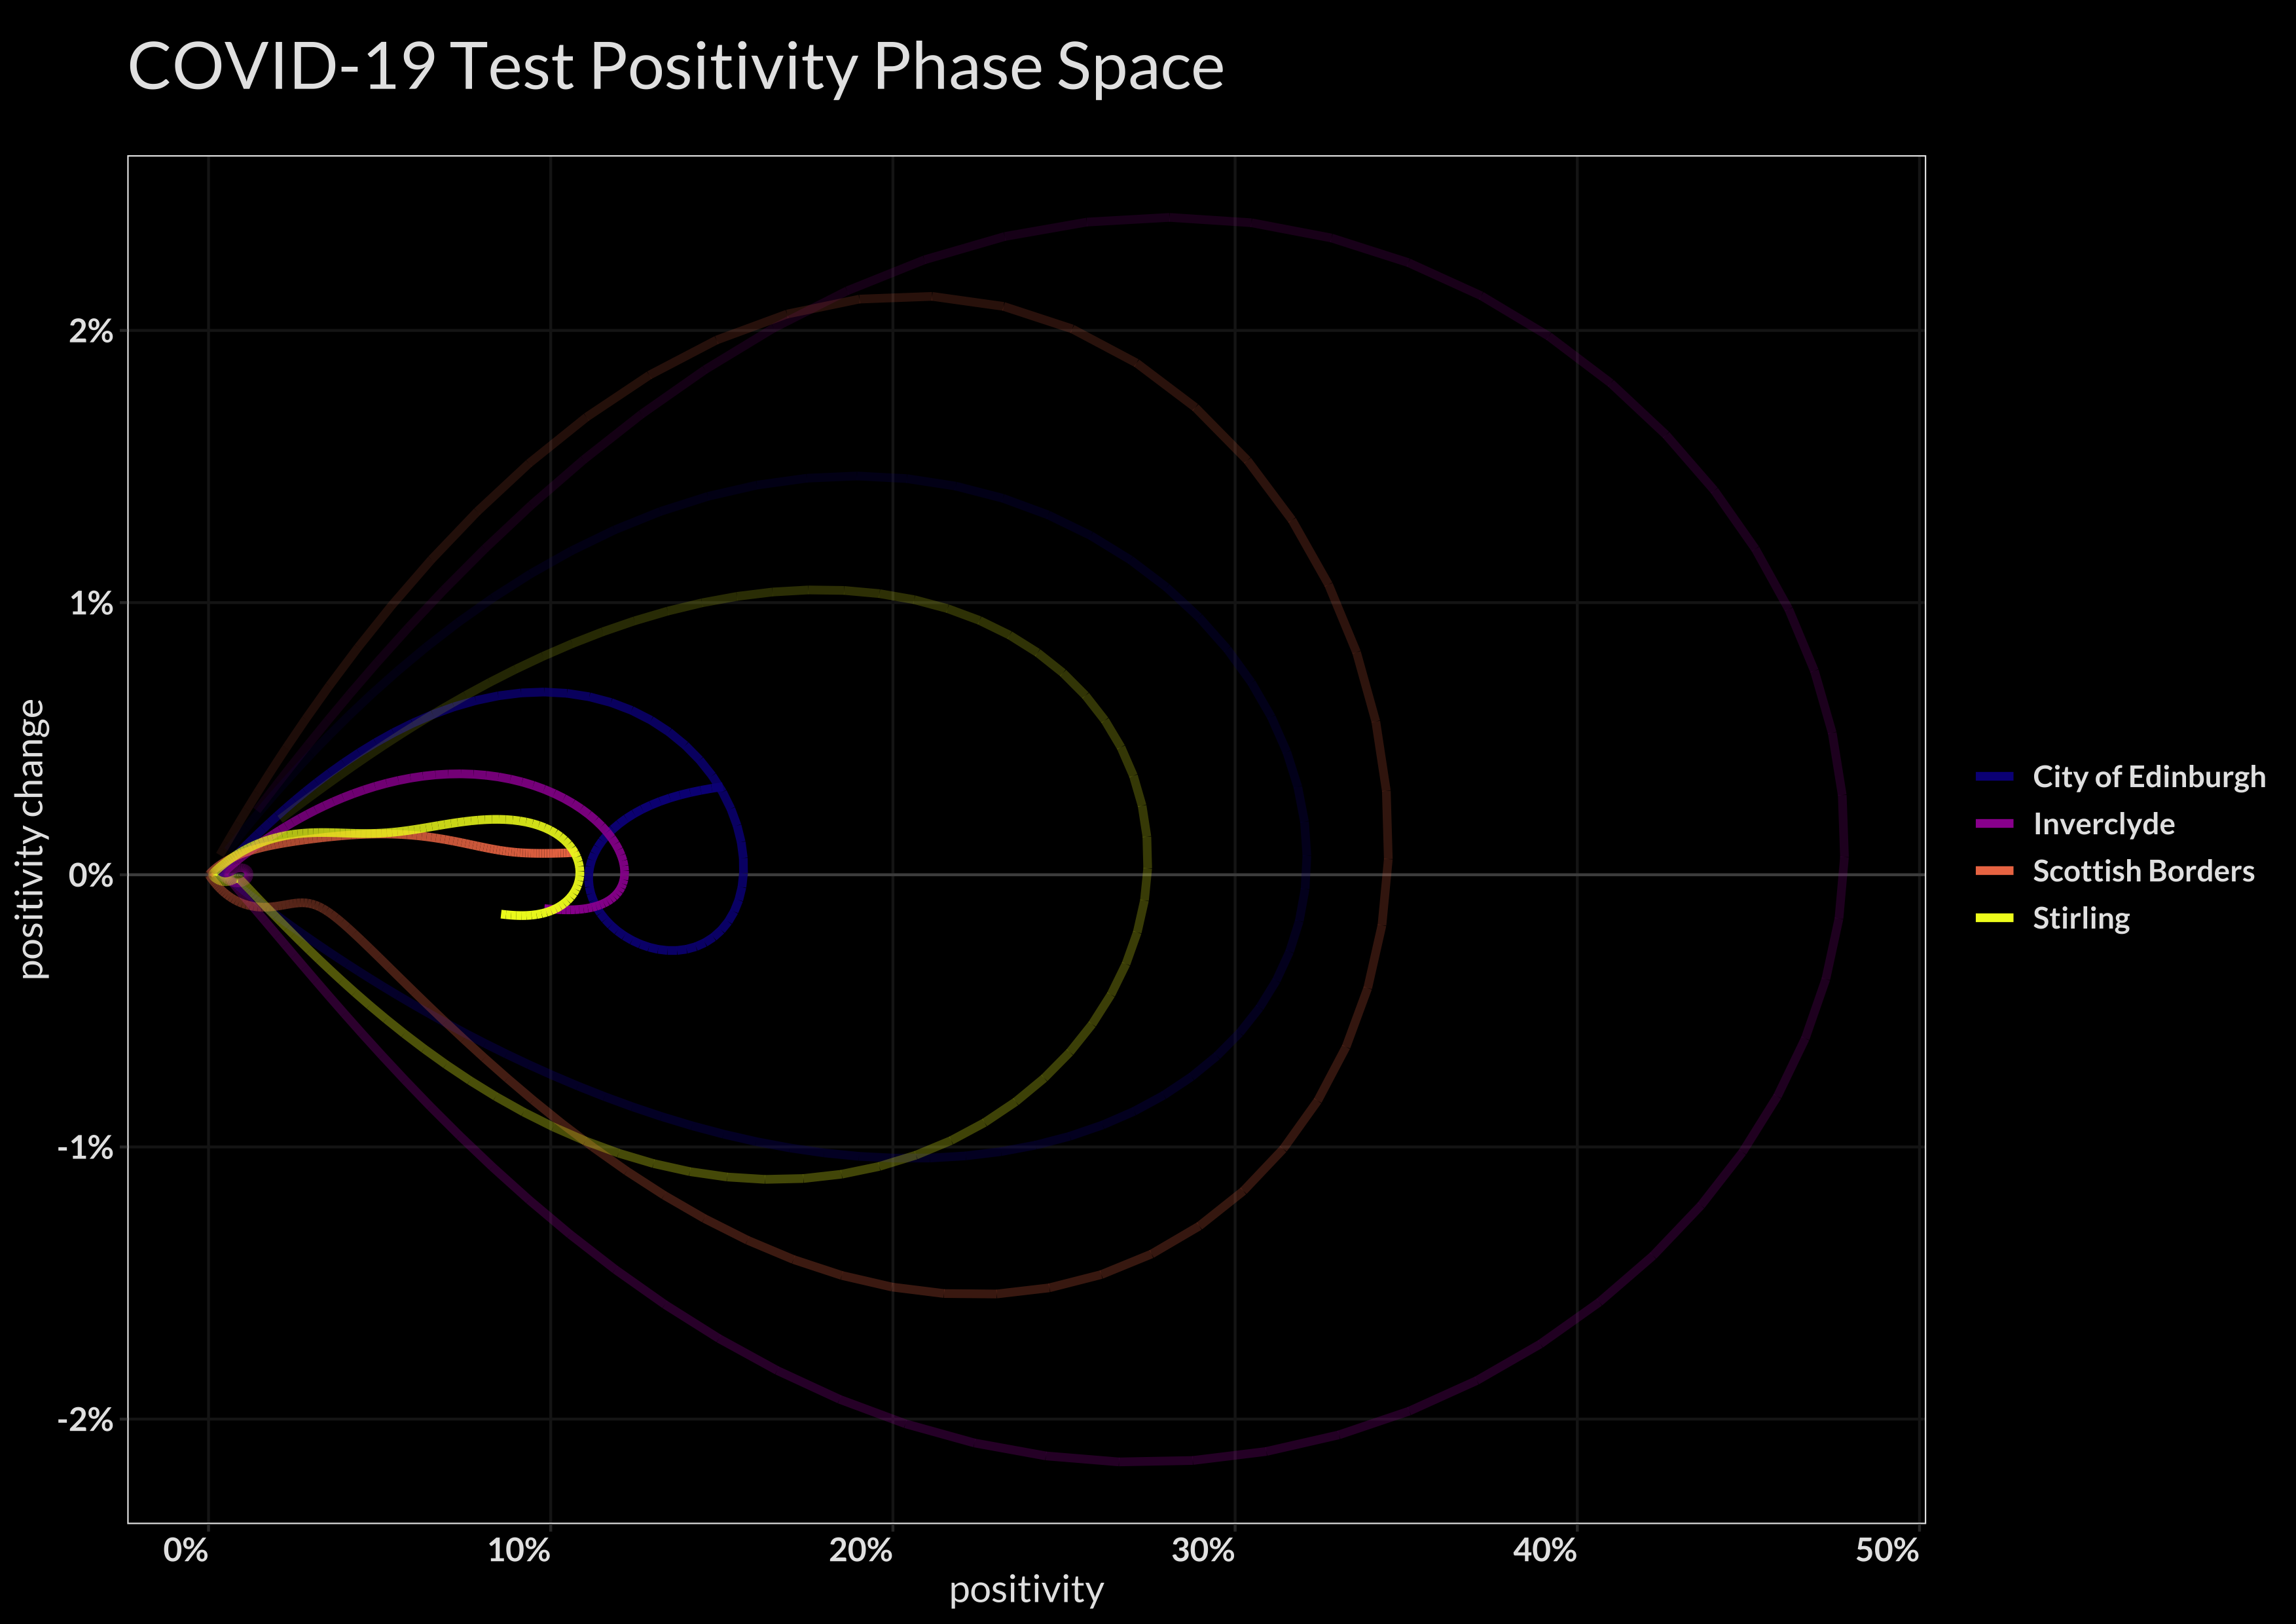 COVID-19 Test Positivity Phase Space
positivity change
2%
1%
0%
-1%
-2%
0%
10%
20%
30%
40%
50%
positivity
City of Edinburgh
Inverclyde
Scottish Borders
Stirling